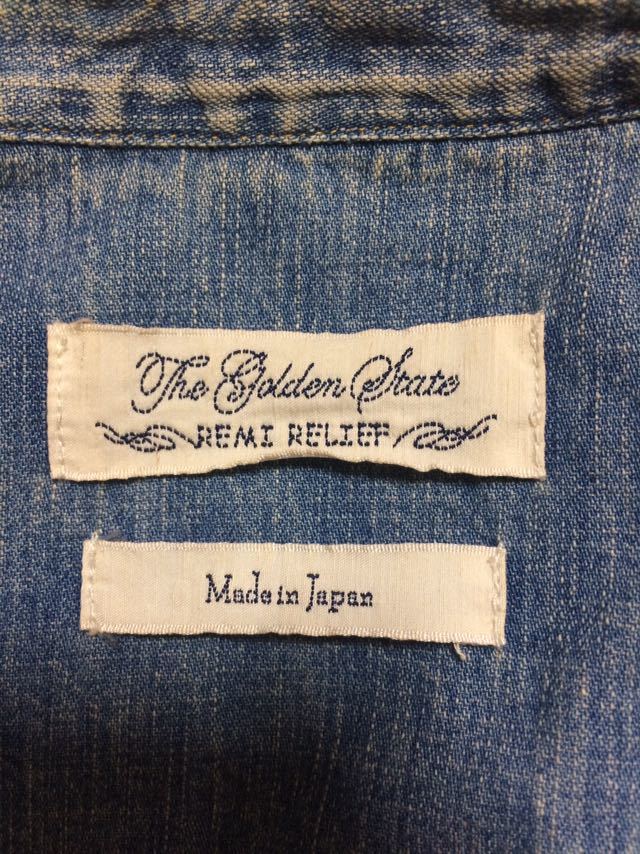 The Golden State
REMI RELIEF
Made in Japan